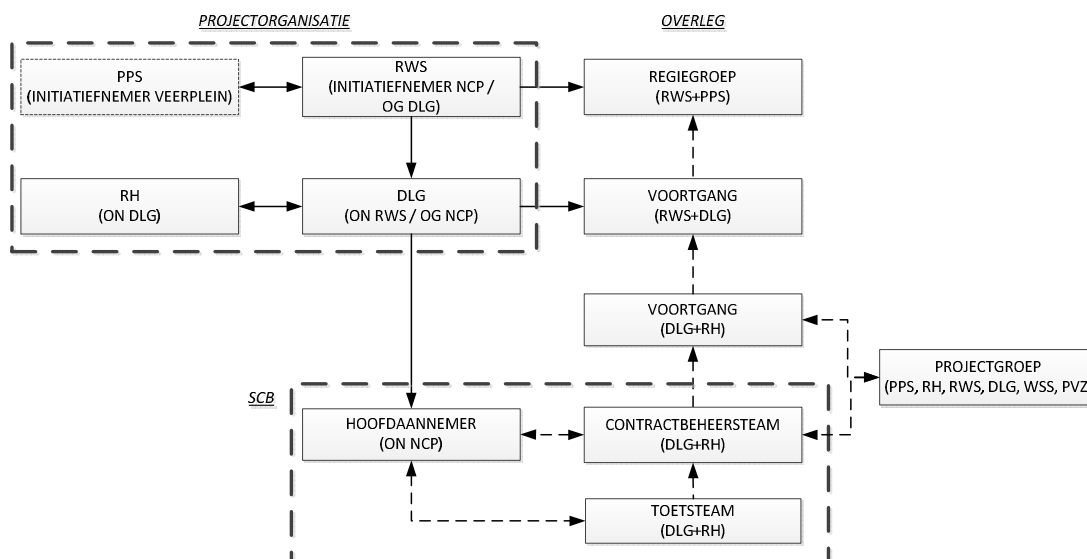 PROJECTORGANISATIE
OVERLEG
PPS
(INITIATIEFNEMER VEERPLEIN)
RWS
(INITIATIEFNEMER NCP /
OG DLG)
REGIEGROEP
(RWS+PPS)
RH
(ON DLG)
DLG
(ON RWS / OG NCP)
VOORTGANG
(RWS+DLG)
VOORTGANG
(DLG+RH)
PROJECTGROEP
(PPS, RH, RWS, DLG, WSS, PVZ
SCB
HOOFDAANNEMER
(ON NCP)
CONTRACTBEHEERSTEAM
(DLG+RH)
TOETSTEAM
(DLG+RH)